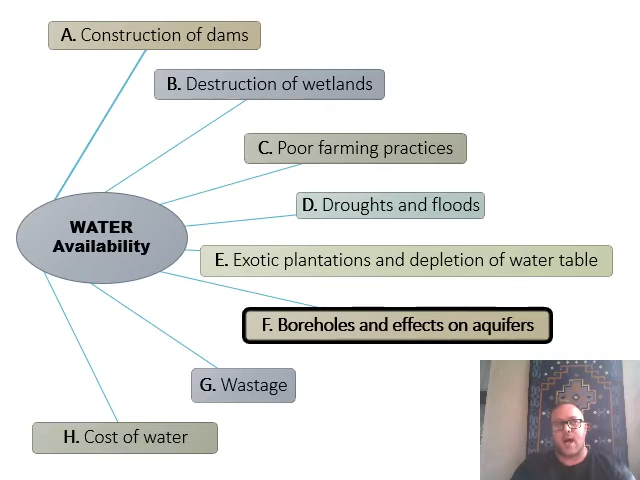 A. Construction of dams
B. Destruction of wetlands
C. Poor farming practices
D. Droughts and floods
WATER
Availability
E. Exotic plantations and depletion of water table
F. Boreholes and effects on aquifers
G. Wastage
H. Cost of water